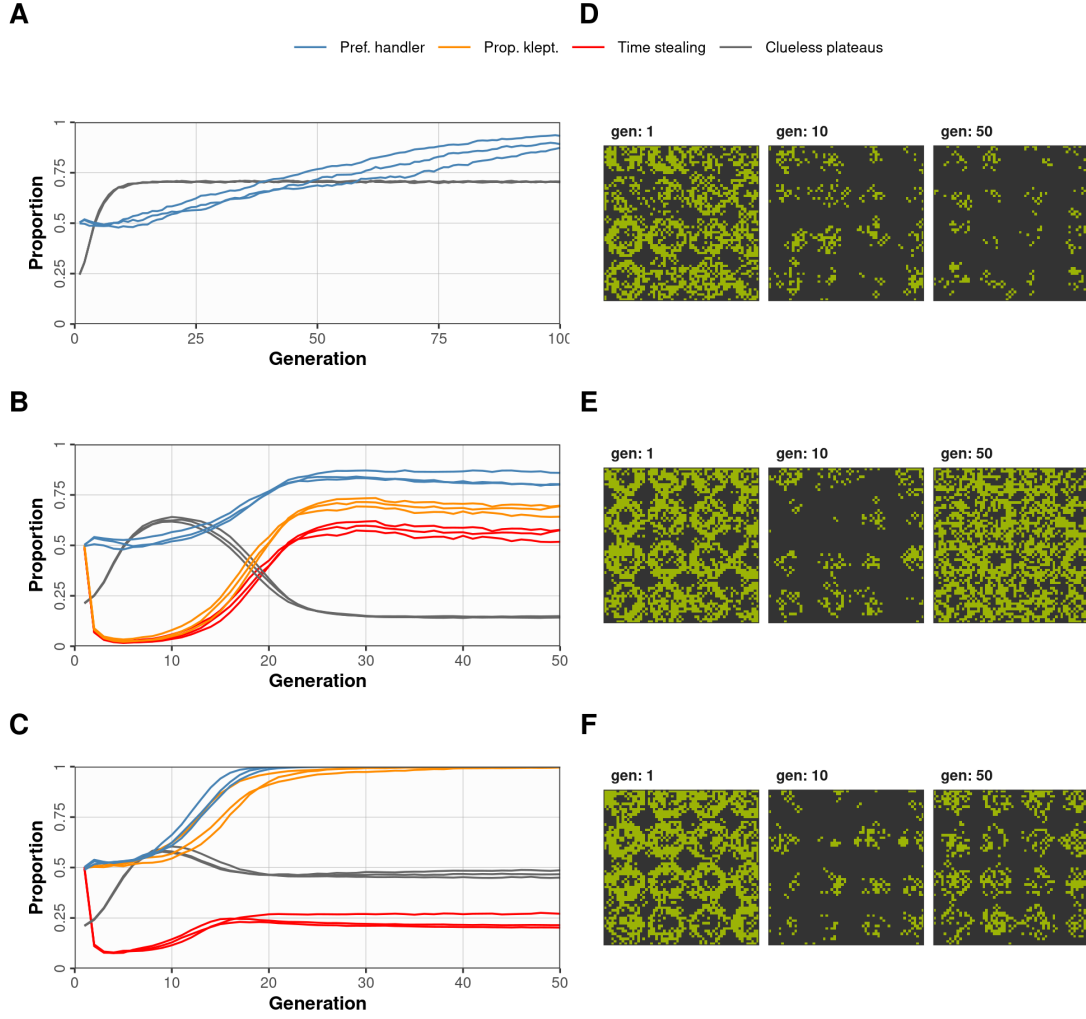 A
D
Pref. handler Prop. klept. Time stealing Clueless plateaus
gen: 1 gen: 10 gen: 50
Proportion
0 0.25 0.5 0.75 1
0 25 50 75 100
Generation
B
E
gen: 1 gen: 10 gen: 50
Proportion
0 0.25 0.5 0.75 1
0 10 20 30 40 50
Generation
C
F
gen: 1 gen: 10 gen: 50
Proportion
0 0.25 0.5 0.75 1
0 10 20 30 40 50
Generation